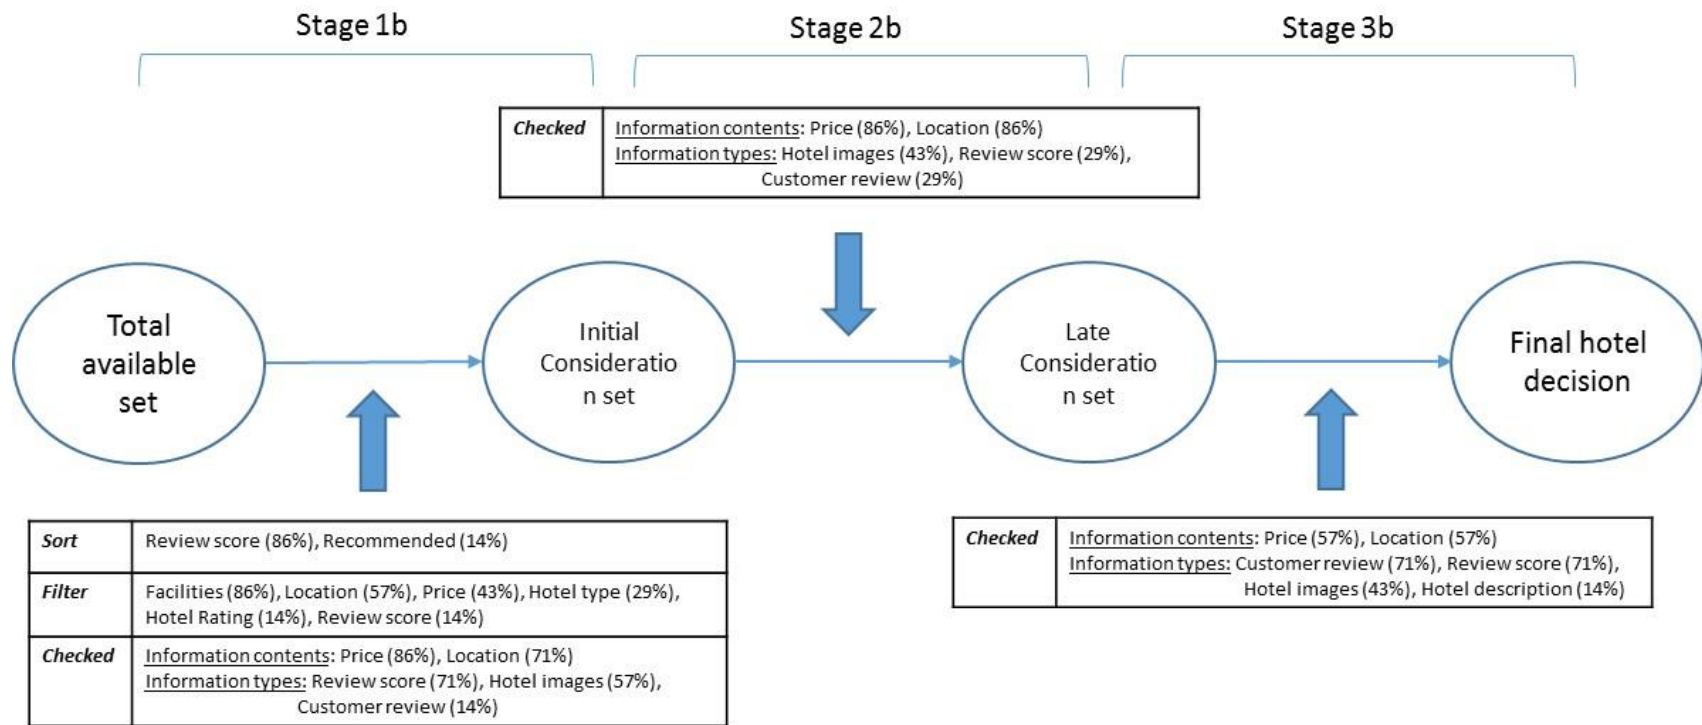 Stage 1b
Stage 2b
Stage 3b
Checked
Information contents: Price (86%), Location (86%)
Information types: Hotel images (43%), Review score (29%),
Customer review (29%)
Total
available
set
Initial
Consideratio
n set
Late
Consideratio
n set
Final hotel
decision
Sort
Review score (86%), Recommended (14%)
Filter
Facilities (86%), Location (57%), Price (43%), Hotel type (29%),
Hotel Rating (14%), Review score (14%)
Checked
Information contents: Price (86%), Location (71%)
Information types: Review score (71%), Hotel images (57%),
Customer review (14%)
Checked
Information contents: Price (57%), Location (57%)
Information types: Customer review (71%), Review score (71%),
Hotel images (43%), Hotel description (14%)